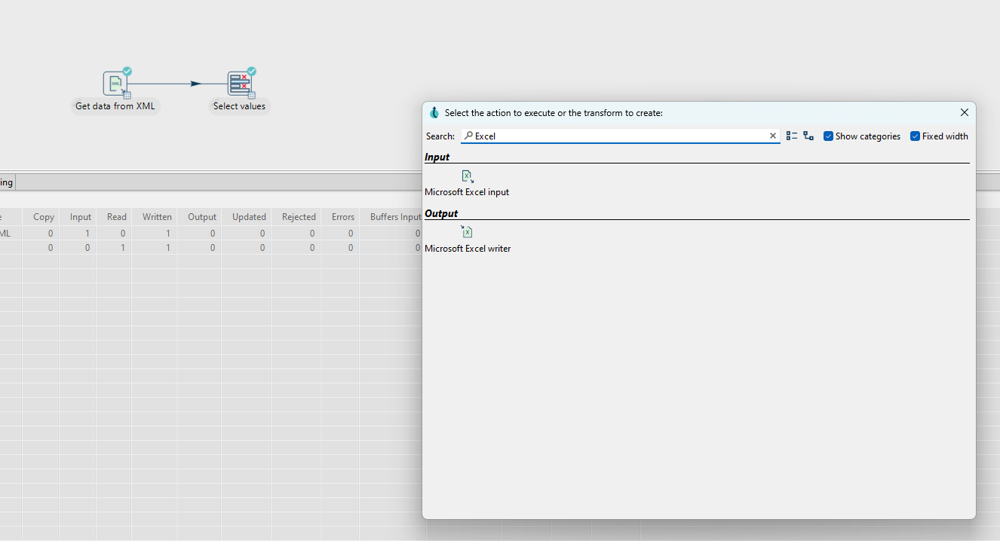 XML
Get data from XML
Select values
Select the action to execute or the transform to create:
Search: Excel Show categories Fixed width
Input
X
Microsoft Excel input
Output
X
Microsoft Excel writer
ing
e Copy Input Read Written Output Updated Rejected Errors Buffers Input
ML 0 1 0 1 0 0 0 0 0
0 0 1 1 0 0 0 0 0